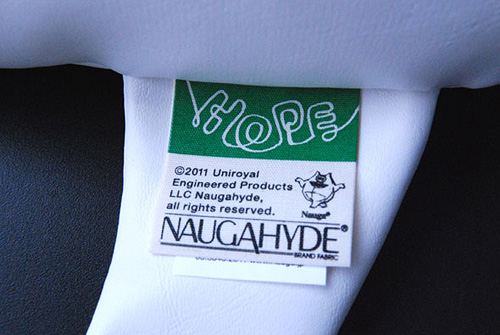 HOPE
©2011 Uniroyal
Engineered Products
LLC Naugahyde,
all rights reserved.
Nauga®
NAUGAHYDE®
BRAND FABRIC